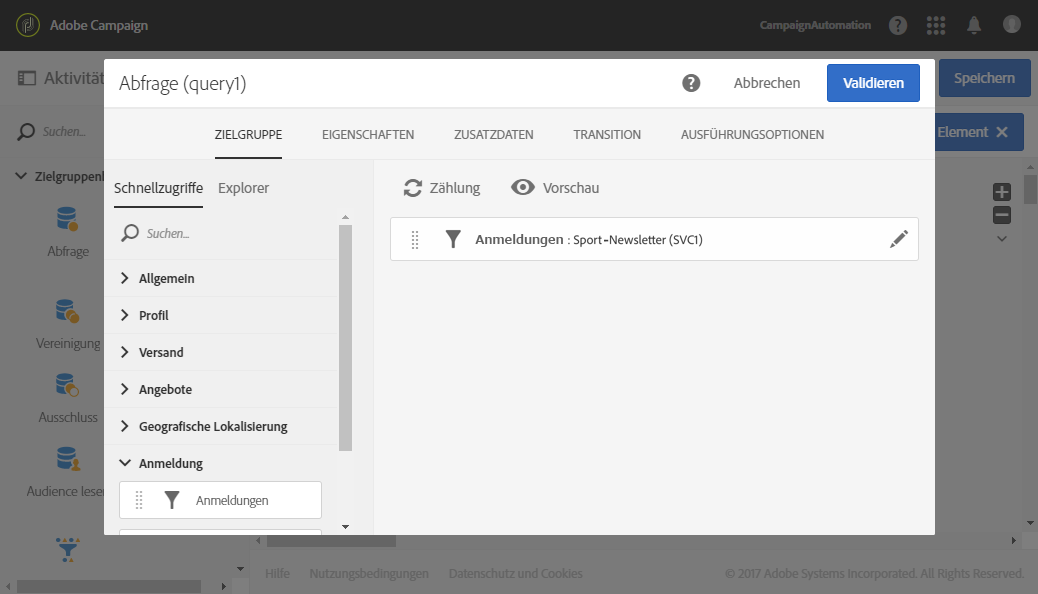 Adobe Campaign
CampaignAutomation
Aktivität
Speichern
Abfrage (query1)
Abbrechen
Validieren
Suchen...
Element
ZIELGRUPPE
EIGENSCHAFTEN
ZUSATZDATEN
TRANSITION
AUSFÜHRUNGSOPTIONEN
Zielgruppen
Abfrage
Vereinigung
Ausschluss
Audience lesen
Schnellzugriffe
Explorer
Suchen...
Allgemein
Profil
Versand
Angebote
Geografische Lokalisierung
Anmeldung
Anmeldungen
Zählung
Vorschau
Anmeldungen : Sport-Newsletter (SVC1)
Hilfe
Nutzungsbedingungen
Datenschutz und Cookies
© 2017 Adobe Systems Incorporated. All Rights Reserved.